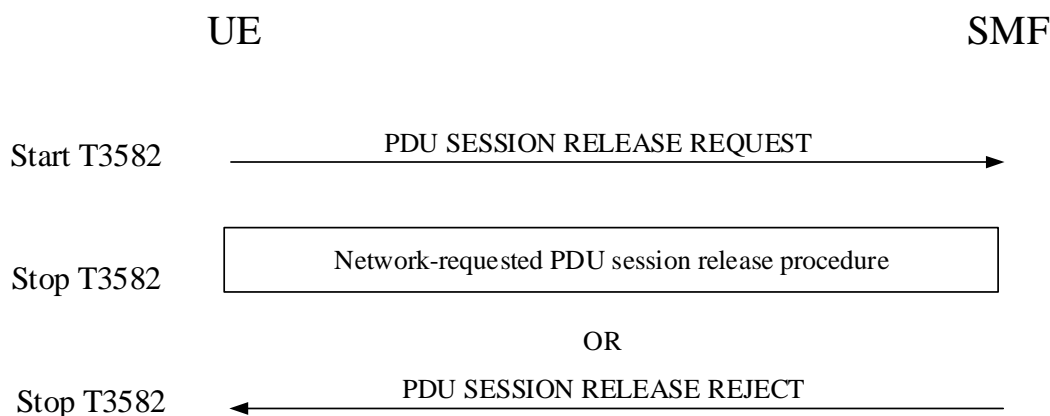 UE SMF
Start T3582 PDU SESSION RELEASE REQUEST
Stop T3582 Network-requested PDU session release procedure
OR
Stop T3582 PDU SESSION RELEASE REJECT